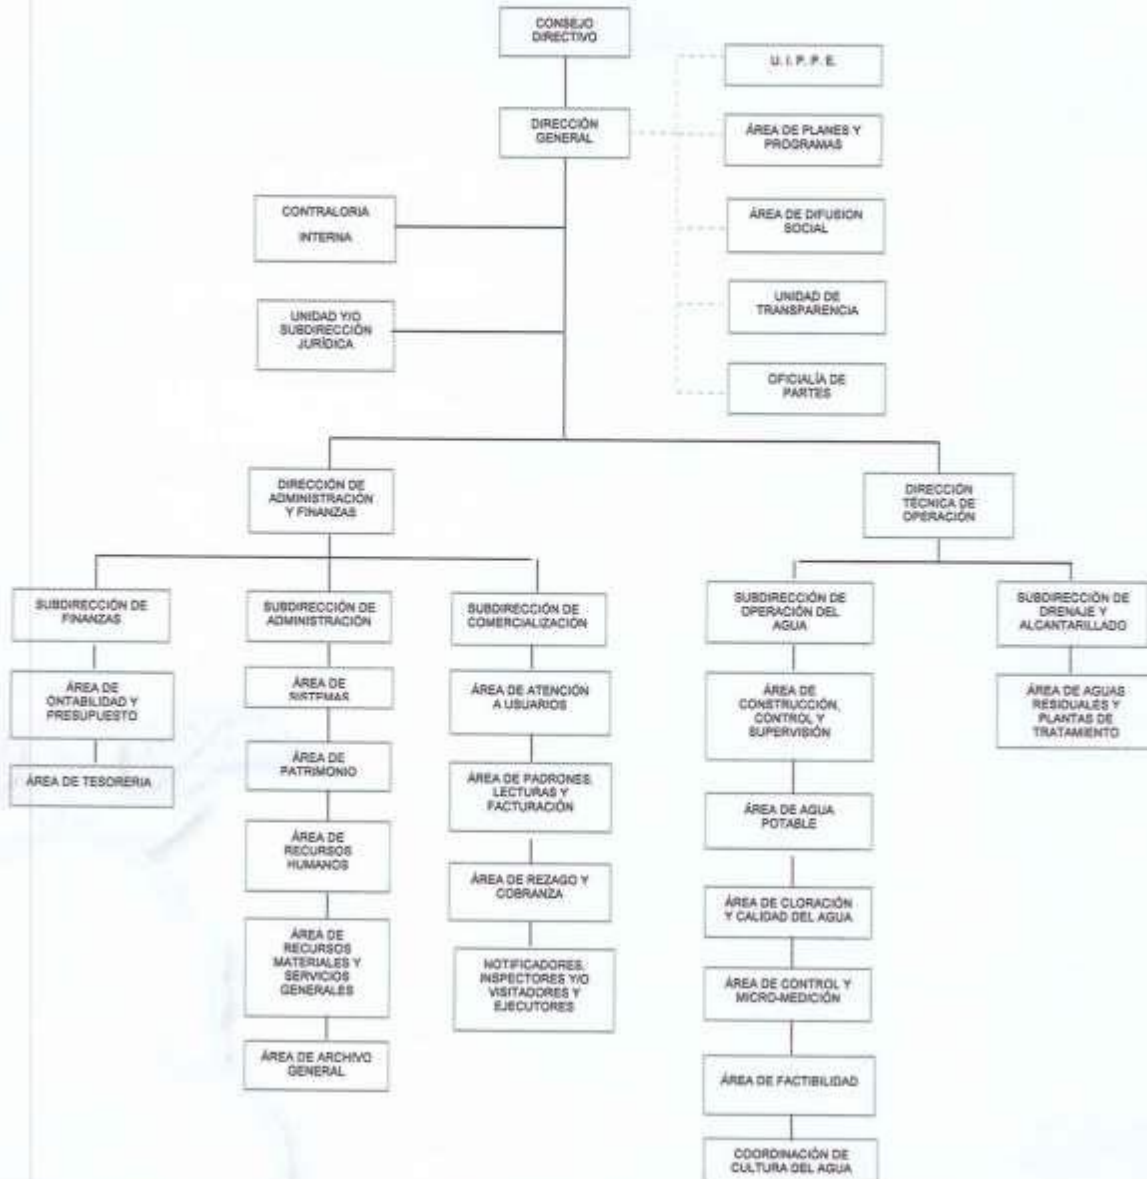 CONSEJO
DIRECTIVO
U. I. P. P. E.
DIRECCIÓN
GENERAL
ÁREA DE PLANES Y
PROGRAMAS
CONTRALORIA
INTERNA
ÁREA DE DIFUSION
SOCIAL
UNIDAD Y/O
SUBDIRECCIÓN
JURÍDICA
UNIDAD DE
TRANSPARENCIA
OFICIALÍA DE
PARTES
DIRECCIÓN DE
ADMINISTRACIÓN
Y FINANZAS
DIRECCIÓN
TÉCNICA DE
OPERACIÓN
SUBDIRECCIÓN DE
FINANZAS
ÁREA DE
ONTABILIDAD Y
PRESUPUESTO
ÁREA DE TESORERIA
SUBDIRECCIÓN DE
ADMINISTRACIÓN
ÁREA DE
SISTEMAS
ÁREA DE
PATRIMONIO
ÁREA DE
RECURSOS
HUMANOS
ÁREA DE
RECURSOS
MATERIALES Y
SERVICIOS
GENERALES
ÁREA DE ARCHIVO
GENERAL
SUBDIRECCIÓN DE
COMERCIALIZACIÓN
ÁREA DE ATENCIÓN
A USUARIOS
ÁREA DE PADRONES,
LECTURAS Y
FACTURACIÓN
ÁREA DE REZAGO Y
COBRANZA
NOTIFICADORES,
INSPECTORES Y/O
VISITADORES Y
EJECUTORES
SUBDIRECCIÓN DE
OPERACIÓN DEL
AGUA
ÁREA DE
CONSTRUCCIÓN,
CONTROL Y
SUPERVISIÓN
ÁREA DE AGUA
POTABLE
ÁREA DE CLORACIÓN
Y CALIDAD DEL AGUA
ÁREA DE CONTROL Y
MICRO-MEDICIÓN
ÁREA DE FACTIBILIDAD
COORDINACIÓN DE
CULTURA DEL AGUA
SUBDIRECCIÓN DE
DRENAJE Y
ALCANTARILLADO
ÁREA DE AGUAS
RESIDUALES Y
PLANTAS DE
TRATAMIENTO